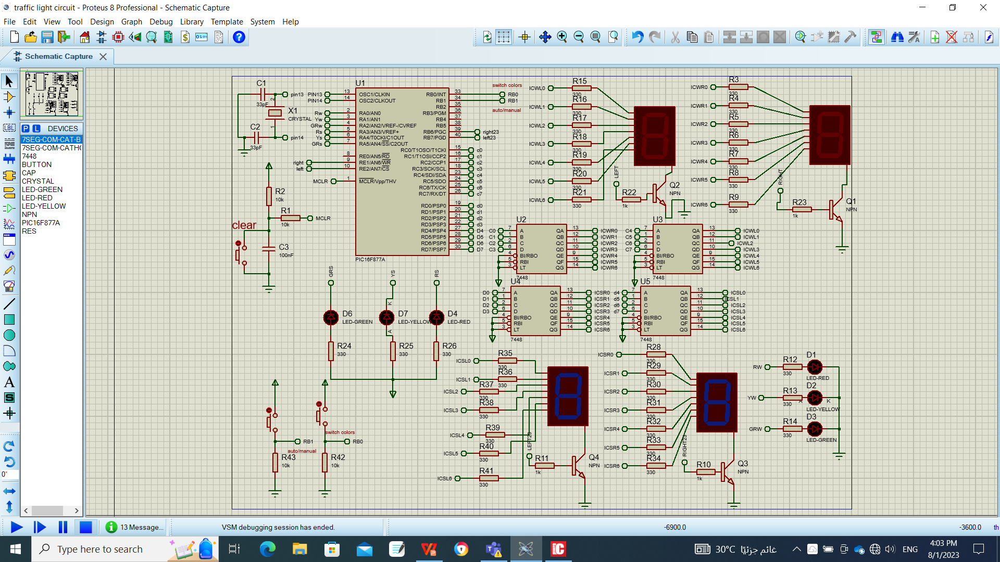 traffic light circuit - Proteus 8 Professional - Schematic Capture
File Edit View Tool Design Graph Debug Library Template System Help
Schematic Capture
P L DEVICES
7SEG-COM-CAT-B
7SEG-COM-CATH
7448
BUTTON
CAP
CRYSTAL
LED-GREEN
LED-RED
LED-YELLOW
NPN
PIC16F877A
RES
0°
C1
33pF
pin13
X1
CRYSTAL
C2
33pF
pin14
R2
10k
R1
10k
MCLR
clear
C3
100nF
U1
PIN13 13 OSC1/CLKIN
PIN14 14 OSC2/CLKOUT
Rw 2 RA0/AN0
Yw 3 RA1/AN1
GRw 4 RA2/AN2/VREF-/CVREF
Rs 5 RA3/AN3/VREF+
Ys 6 RA4/T0CKI/C1OUT
GRs 7 RA5/AN4/SS/C2OUT
8 RE0/AN5/RD
right 9 RE1/AN6/WR
left 10 RE2/AN7/CS
MCLR 1 MCLR/Vpp/THV
switch colors
RB0/INT 33 RB0
RB1 34 RB1
RB2 35
auto/manual
RB3/PGM 36
RB4 37
RB5 38
RB6/PGC 39 right23
RB7/PGD 40 left23
RC0/T1OSO/T1CKI 15 c0
RC1/T1OSI/CCP2 16 c1
RC2/CCP1 17 c2
RC3/SCK/SCL 18 c3
RC4/SDI/SDA 23 c4
RC5/SDO 24 c5
RC6/TX/CK 25 c6
RC7/RX/DT 26 c7
RD0/PSP0 19 d0
RD1/PSP1 20 d1
RD2/PSP2 21 d2
RD3/PSP3 22 d3
RD4/PSP4 27 D4
RD5/PSP5 28 D5
RD6/PSP6 29 D6
RD7/PSP7 30 D7
PIC16F877A
ICWL0 R15 330
ICWL1 R16 330
ICWL2 R17 330
ICWL3 R18 330
ICWL4 R19 330
ICWL5 R20 330
ICWL6 R21 330
LEFT
R22
1k
Q2
NPN
ICWR0 R3 330
ICWR1 R4 330
ICWR2 R5 330
ICWR3 R6 330
ICWR4 R7 330
ICWR5 R8 330
ICWR6 R9 330
RIGHT
R23
1k
Q1
NPN
U2
C0 7 A QA 13 ICWR0
C1 1 B QB 12 ICWR1
C2 2 C QC 11 ICWR2
C3 6 D QD 10 ICWR3
4 BI/RBO QE 9 ICWR4
5 RBI QF 15 ICWR5
3 LT QG 14 ICWR6
7448
U3
C4 7 A QA 13 ICWL0
C5 1 B QB 12 ICWL1
C6 2 C QC 11 ICWL2
C7 6 D QD 10 ICWL3
4 BI/RBO QE 9 ICWL4
5 RBI QF 15 ICWL5
3 LT QG 14 ICWL6
7448
U4
D0 7 A QA 13 ICSR0
D1 1 B QB 12 ICSR1
D2 2 C QC 11 ICSR2
D3 6 D QD 10 ICSR3
4 BI/RBO QE 9 ICSR4
5 RBI QF 15 ICSR5
3 LT QG 14 ICSR6
7448
U5
d4 7 A QA 13 ICSL0
d5 1 B QB 12 ICSL1
d6 2 C QC 11 ICSL2
d7 6 D QD 10 ICSL3
4 BI/RBO QE 9 ICSL4
5 RBI QF 15 ICSL5
3 LT QG 14 ICSL6
7448
GRS YS RS
D6
LED-GREEN
D7
LED-YELLOW
K
A
D4
LED-RED
R24
330
R25
330
R26
330
switch colors
RB1
RB0
auto/manual
R43
10k
R42
10k
ICSL0 R35 330
ICSL1 R36 330
ICSL2 R37 330
ICSL3 R38 330
ICSL4 R39 330
ICSL5 R40 330
ICSL6 R41 330
LEFT23
R11
1k
Q4
NPN
ICSR0 R28 330
ICSR1 R29 330
ICSR2 R30 330
ICSR3 R31 330
ICSR4 R32 330
ICSR5 R33 330
ICSR6 R34 330
RIGHT23
R10
1k
Q3
NPN
RW R12 330 D1
LED-RED
YW R13 330 D2
A K
LED-YELLOW
GRW R14 330 D3
LED-GREEN
13 Message... VSM debugging session has ended. -6900.0 -3600.0 th
Type here to search
30°C غائم جزئيًا
ENG
4:03 PM
8/1/2023